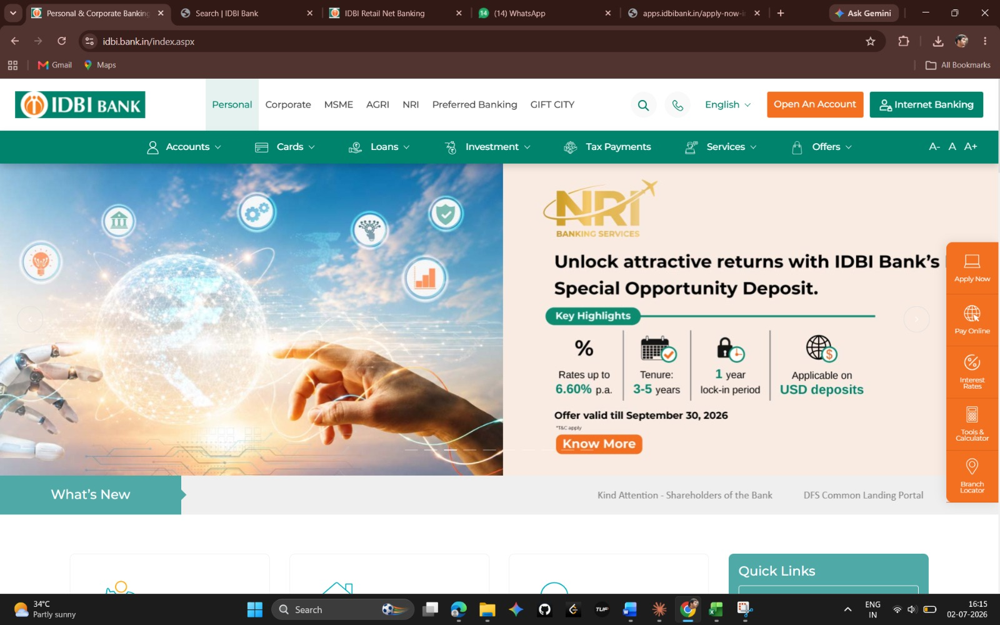 Personal & Corporate Banking
Search | IDBI Bank
IDBI Retail Net Banking
14
(14) WhatsApp
apps.idbibank.in/apply-now-i
Ask Gemini
idbi.bank.in/index.aspx
Gmail
Maps
All Bookmarks
IDBI BANK
Personal
Corporate
MSME
AGRI
NRI
Preferred Banking
GIFT CITY
English
Open An Account
Internet Banking
Accounts
Cards
Loans
Investment
Tax Payments
Services
Offers
A- A A+
NRI
BANKING SERVICES
Unlock attractive returns with IDBI Bank's
Special Opportunity Deposit.
Key Highlights
%
Rates up to
6.60% p.a.
Tenure:
3-5 years
1 year
lock-in period
$
Applicable on
USD deposits
Offer valid till September 30, 2026
*T&C apply
Know More
Apply Now
Pay Online
Interest
Rates
Tools &
Calculator
Branch
Locator
What's New
Kind Attention - Shareholders of the Bank
DFS Common Landing Portal
Quick Links
34°C
Partly sunny
Search
TUF
ENG
IN
16:15
02-07-2026